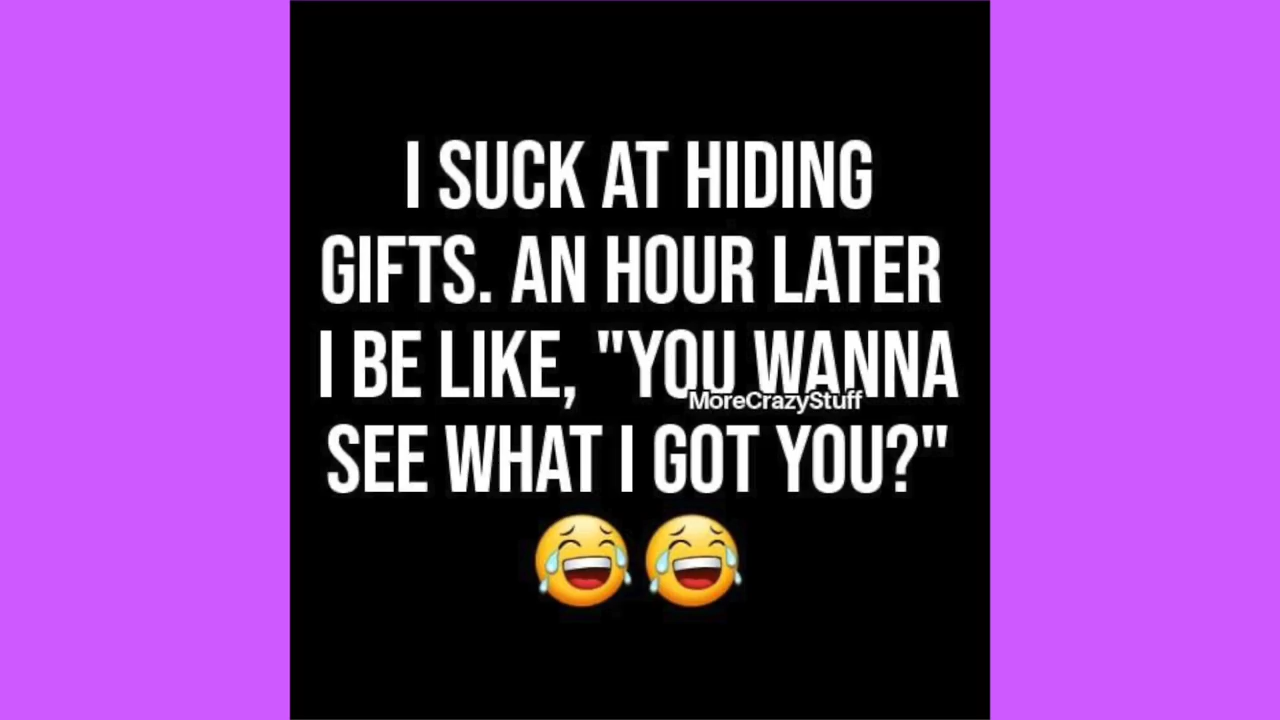 I SUCK AT HIDING
GIFTS. AN HOUR LATER
I BE LIKE, "YOU WANNA
MoreCrazyStuff
SEE WHAT I GOT YOU?"
😂😂